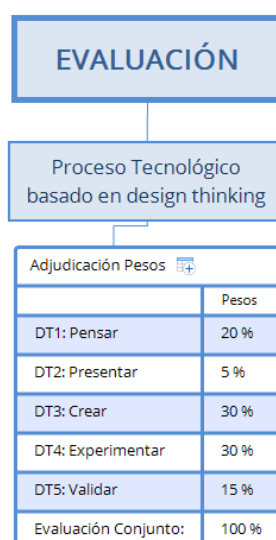 EVALUACIÓN
Proceso Tecnológico
basado en design thinking
Adjudicación Pesos
Pesos
DT1: Pensar 20 %
DT2: Presentar 5 %
DT3: Crear 30 %
DT4: Experimentar 30 %
DT5: Validar 15 %
Evaluación Conjunto: 100 %